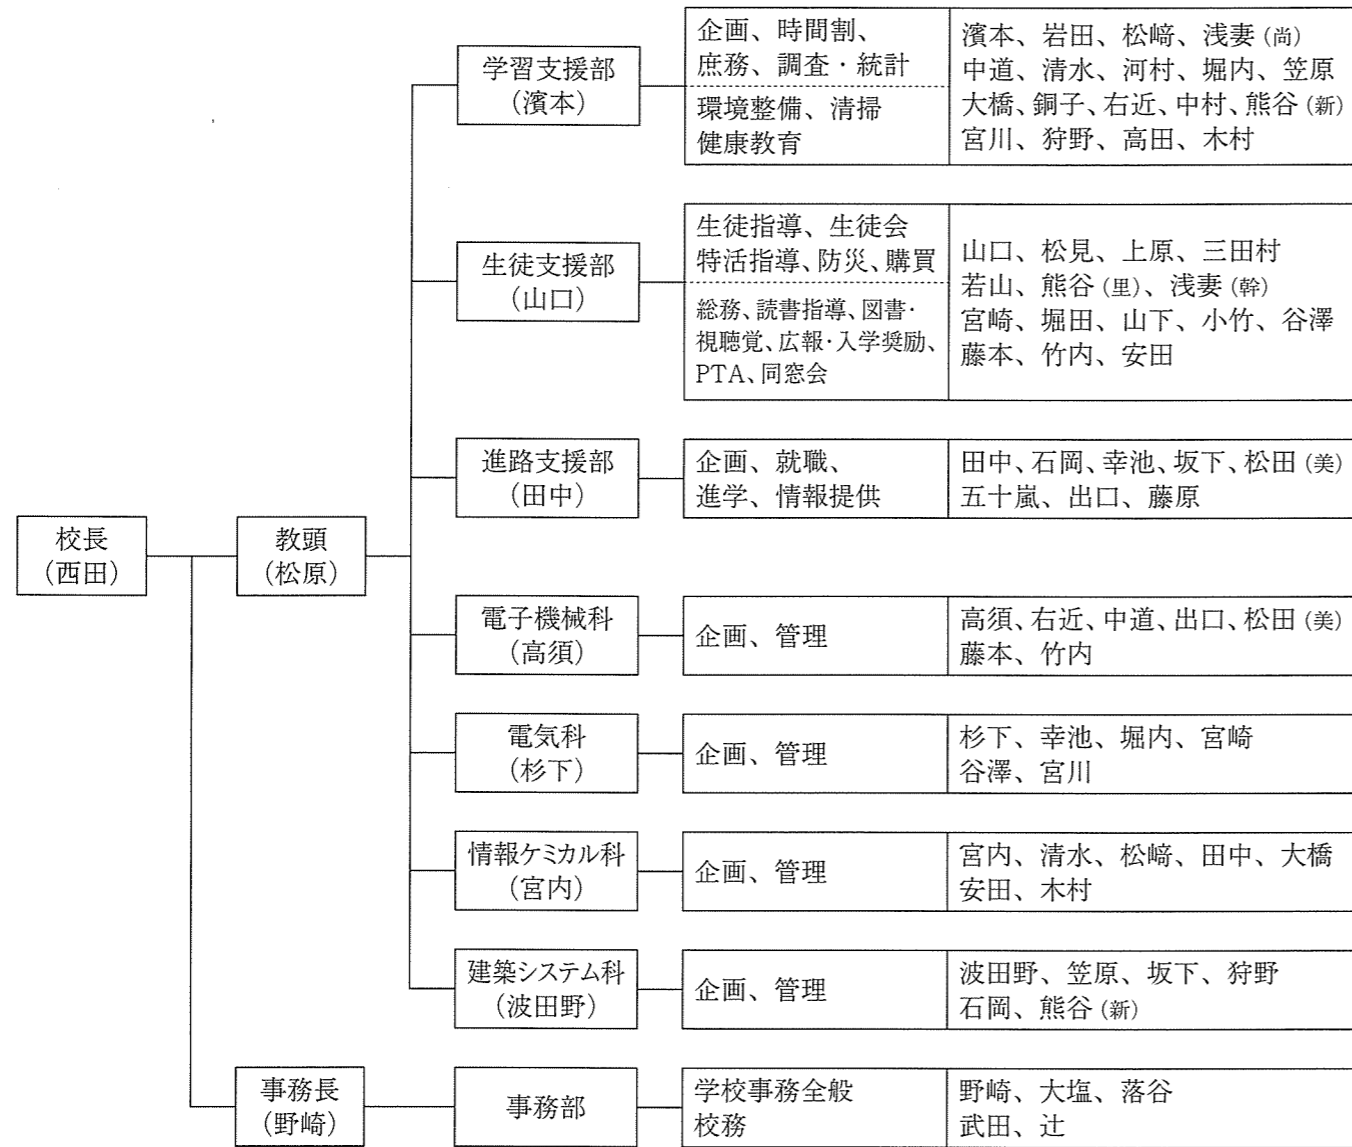 校長
(西田)
教頭
(松原)
学習支援部
(濱本)
企画、時間割、
庶務、調査・統計
環境整備、清掃
健康教育
濱本、岩田、松﨑、浅妻(尚)
中道、清水、河村、堀内、笠原
大橋、銅子、右近、中村、熊谷(新)
宮川、狩野、高田、木村
生徒支援部
(山口)
生徒指導、生徒会
特活指導、防災、購買
総務、読書指導、図書・
視聴覚、広報・入学奨励、
PTA、同窓会
山口、松見、上原、三田村
若山、熊谷(里)、浅妻(幹)
宮崎、堀田、山下、小竹、谷澤
藤本、竹内、安田
進路支援部
(田中)
企画、就職、
進学、情報提供
田中、石岡、幸池、坂下、松田(美)
五十嵐、出口、藤原
電子機械科
(高須)
企画、管理
高須、右近、中道、出口、松田(美)
藤本、竹内
電気科
(杉下)
企画、管理
杉下、幸池、堀内、宮崎
谷澤、宮川
情報ケミカル科
(宮内)
企画、管理
宮内、清水、松﨑、田中、大橋
安田、木村
建築システム科
(波田野)
企画、管理
波田野、笠原、坂下、狩野
石岡、熊谷(新)
事務長
(野崎)
事務部
学校事務全般
校務
野崎、大塩、落谷
武田、辻